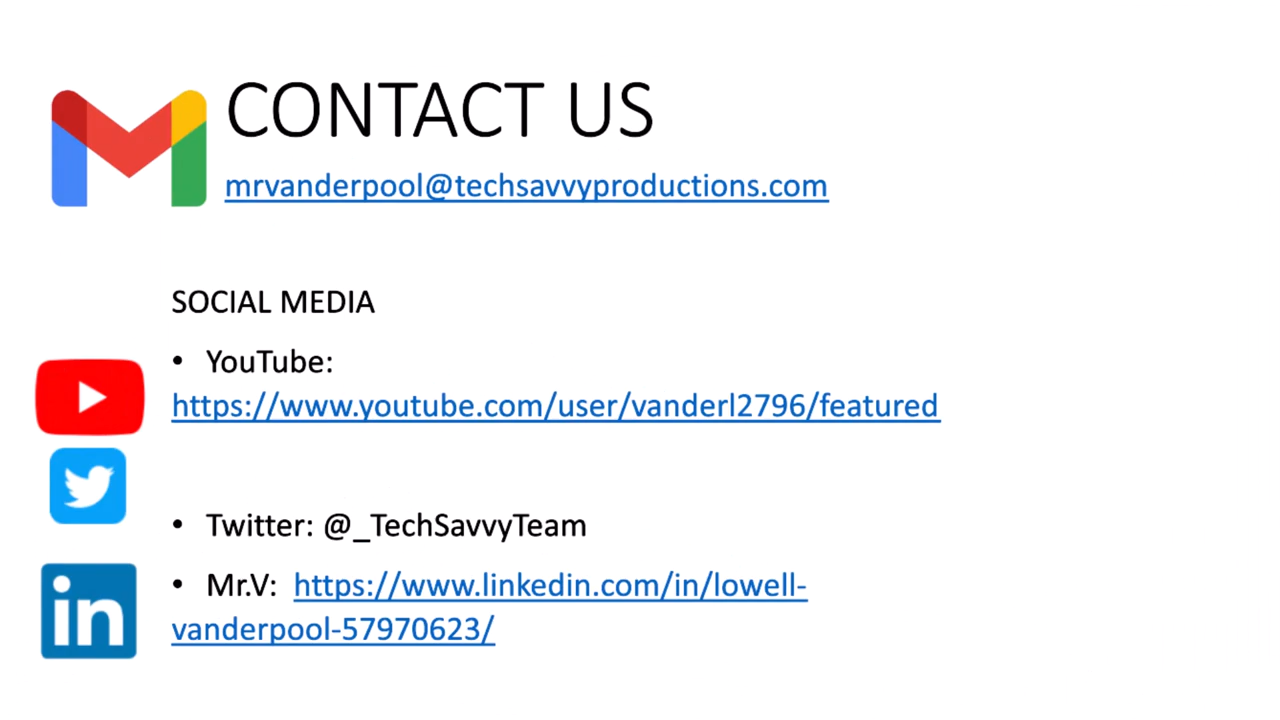 CONTACT US
mrvanderpool@techsavvyproductions.com
SOCIAL MEDIA
• YouTube:
https://www.youtube.com/user/vanderl2796/featured
• Twitter: @_TechSavvyTeam
• Mr.V: https://www.linkedin.com/in/lowell-
vanderpool-57970623/
in